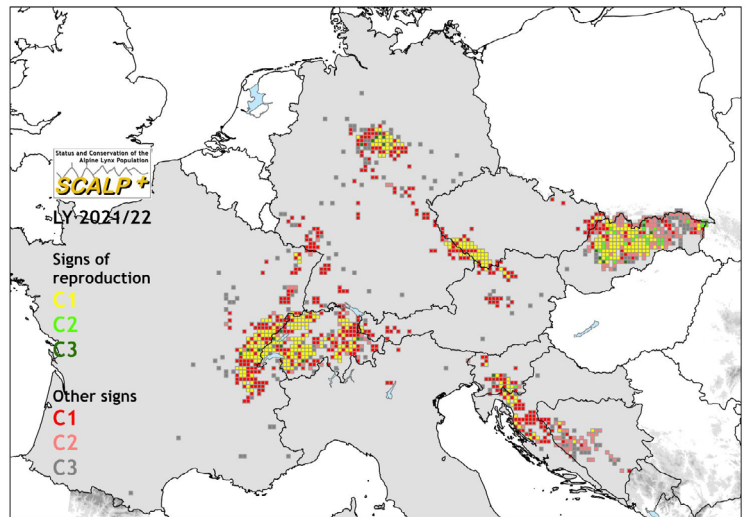 Status and Conservation of the
Alpine Lynx Population
SCALP +
LY 2021/22
Signs of
reproduction
C1
C2
C3
Other signs
C1
C2
C3